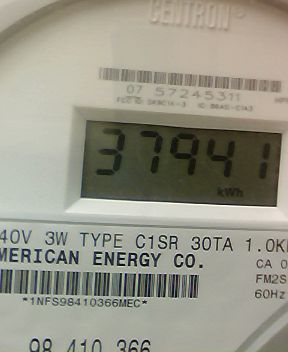 CENTRON®
07 57245311
37941
kWh
40V 3W TYPE C1SR 30TA 1.0K
MERICAN ENERGY CO.
CA 0
FM2S
*1NFS98410366MEC*
60Hz
98 410 366